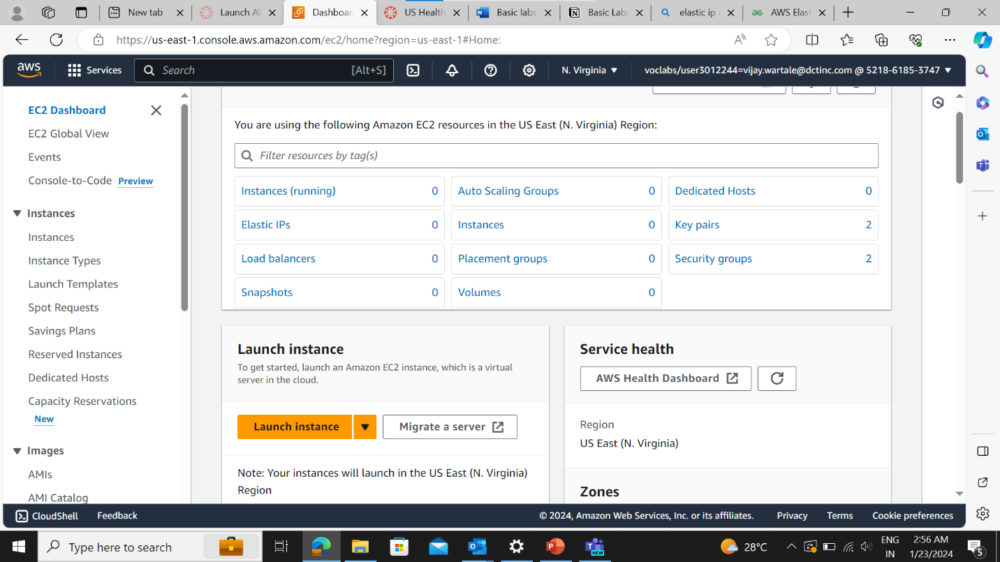 New tab
Launch AW
Dashboar
US Health
Basic labs
Basic Labs
elastic ip a
AWS Elast
https://us-east-1.console.aws.amazon.com/ec2/home?region=us-east-1#Home:
aws
Services
Search
[Alt+S]
N. Virginia
voclabs/user3012244=vijay.wartale@dctinc.com @ 5218-6185-3747
EC2 Dashboard
EC2 Global View
Events
Console-to-Code Preview
Instances
Instances
Instance Types
Launch Templates
Spot Requests
Savings Plans
Reserved Instances
Dedicated Hosts
Capacity Reservations
New
Images
AMIs
AMI Catalog
You are using the following Amazon EC2 resources in the US East (N. Virginia) Region:
Filter resources by tag(s)
Instances (running) 0
Auto Scaling Groups 0
Dedicated Hosts 0
Elastic IPs 0
Instances 0
Key pairs 2
Load balancers 0
Placement groups 0
Security groups 2
Snapshots 0
Volumes 0
Launch instance
To get started, launch an Amazon EC2 instance, which is a virtual
server in the cloud.
Launch instance
Migrate a server
Note: Your instances will launch in the US East (N. Virginia)
Region
Service health
AWS Health Dashboard
Region
US East (N. Virginia)
Zones
CloudShell
Feedback
© 2024, Amazon Web Services, Inc. or its affiliates.
Privacy
Terms
Cookie preferences
Type here to search
NEW
28°C
ENG
IN
2:56 AM
1/23/2024
5